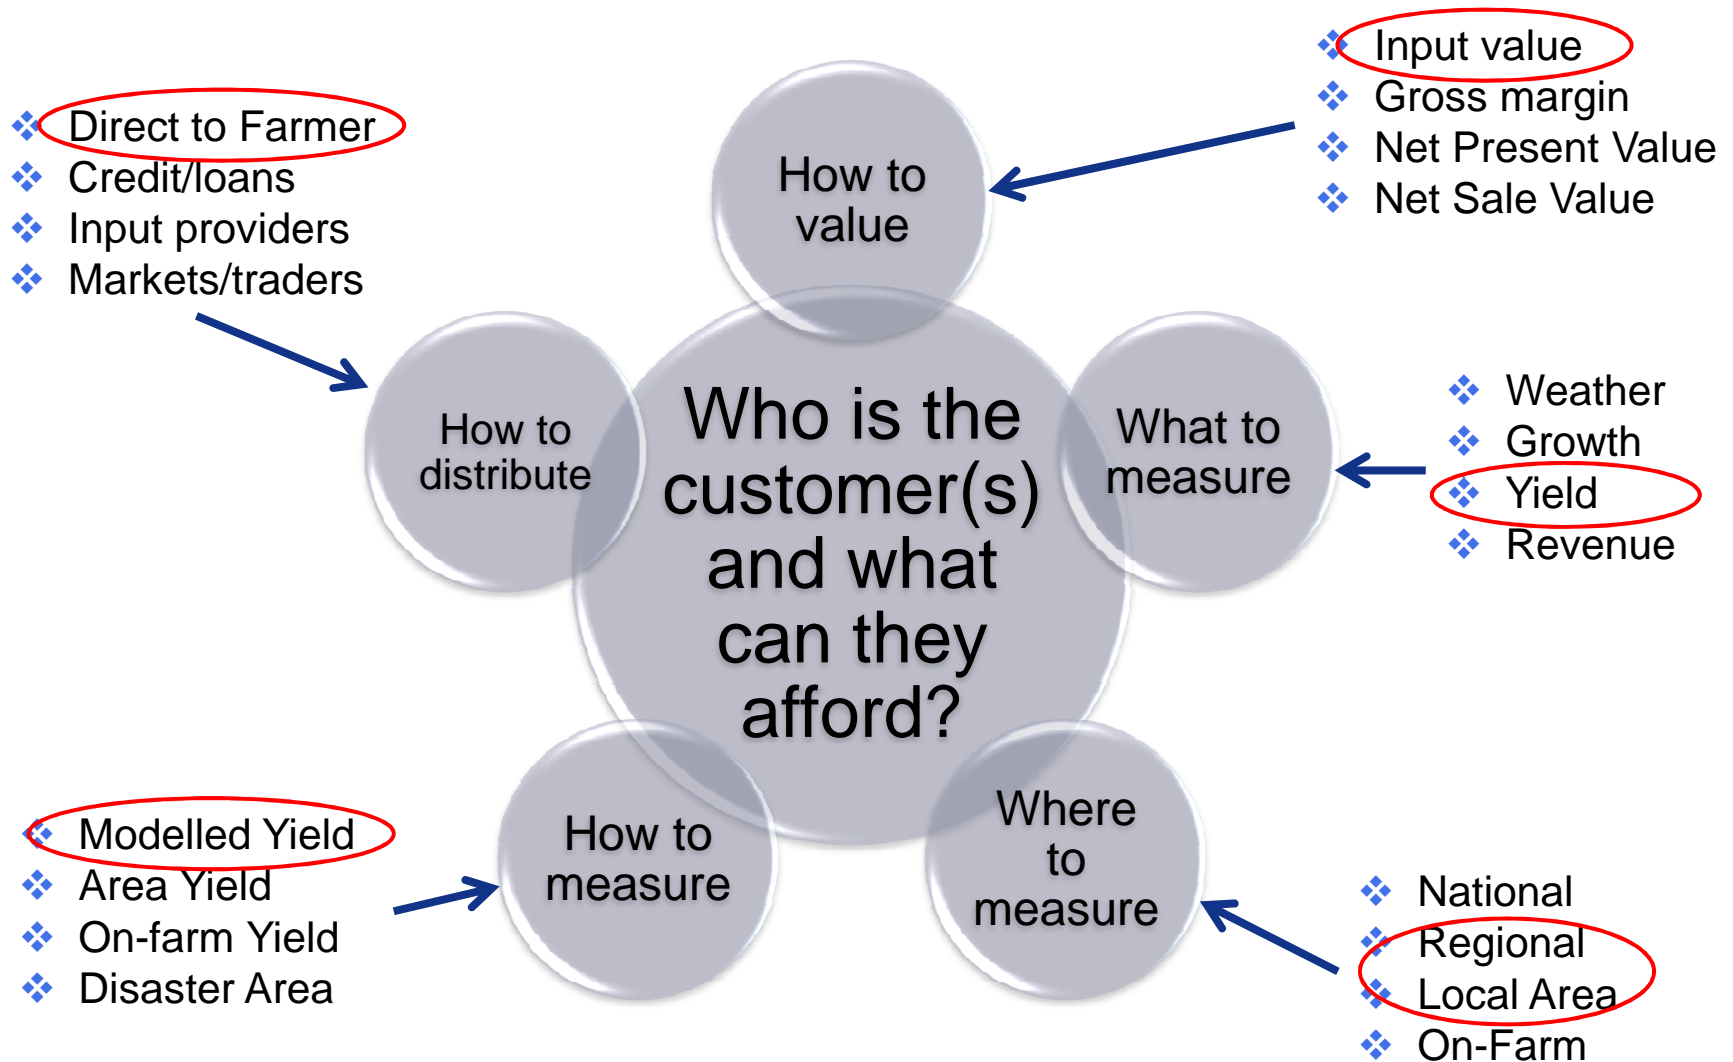 Input value
Gross margin
Net Present Value
Net Sale Value
Direct to Farmer
Credit/loans
Input providers
Markets/traders
How to
value
How to
distribute
Who is the
customer(s)
and what
can they
afford?
What to
measure
Weather
Growth
Yield
Revenue
Modelled Yield
Area Yield
On-farm Yield
Disaster Area
How to
measure
Where
to
measure
National
Regional
Local Area
On-Farm